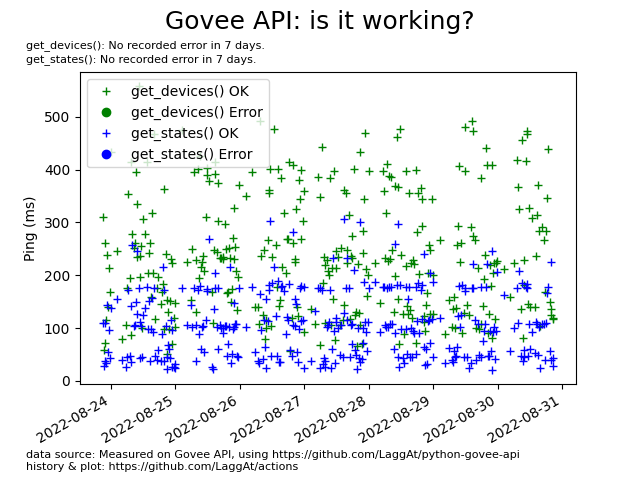 Govee API: is it working?
get_devices(): No recorded error in 7 days.
get_states(): No recorded error in 7 days.
get_devices() OK
get_devices() Error
get_states() OK
get_states() Error
Ping (ms)
500
400
300
200
100
0
2022-08-24
2022-08-25
2022-08-26
2022-08-27
2022-08-28
2022-08-29
2022-08-30
2022-08-31
data source: Measured on Govee API, using https://github.com/LaggAt/python-govee-api
history & plot: https://github.com/LaggAt/actions